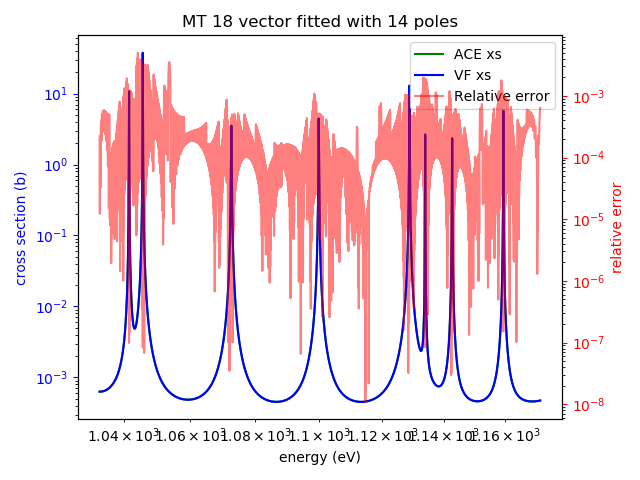 MT 18 vector fitted with 14 poles
ACE xs
VF xs
Relative error
10¹
10⁰
10⁻¹
10⁻²
10⁻³
cross section (b)
10⁻³
10⁻⁴
10⁻⁵
10⁻⁶
10⁻⁷
10⁻⁸
relative error
1.04 × 10³
1.06 × 10³
1.08 × 10³
1.1 × 10³
1.12 × 10³
1.14 × 10³
1.16 × 10³
energy (eV)